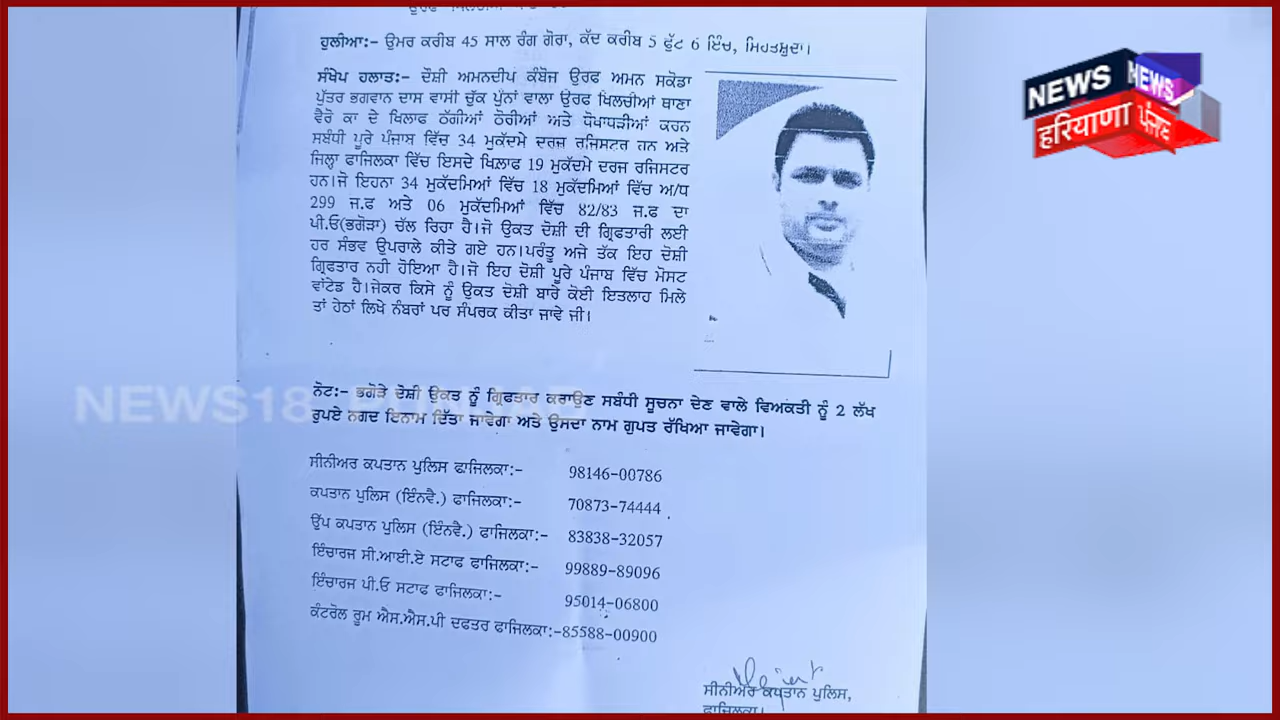 ਹੁਲੀਆ:- ਉਮਰ ਕਰੀਬ 45 ਸਾਲ ਰੰਗ ਗੋਰਾ, ਕੱਦ ਕਰੀਬ 5 ਫੁੱਟ 6 ਇੰਚ, ਸਿਹਤਸ਼ੁਦਾ।
ਸੰਖੇਪ ਹਲਾਤ:- ਦੋਸ਼ੀ ਅਮਨਦੀਪ ਕੰਬੋਜ ਉਰਫ ਅਮਨ ਸਕੋਡਾ
ਪੁੱਤਰ ਭਗਵਾਨ ਦਾਸ ਵਾਸੀ ਚੁੱਕ ਪੁੰਨਾਂ ਵਾਲਾ ਉਰਫ ਖਿਲਚੀਆਂ ਥਾਣਾ
ਵੈਰੋ ਕਾ ਦੇ ਖਿਲਾਫ ਠੱਗੀਆਂ ਠੋਰੀਆਂ ਅਤੇ ਧੋਖਾਧੜੀਆਂ ਕਰਨ
ਸਬੰਧੀ ਪੂਰੇ ਪੰਜਾਬ ਵਿੱਚ 34 ਮੁਕੱਦਮੇ ਦਰਜ ਰਜਿਸਟਰ ਹਨ ਅਤੇ
ਜਿਲ੍ਹਾ ਫਾਜਿਲਕਾ ਵਿੱਚ ਇਸਦੇ ਖਿਲਾਫ 19 ਮੁਕੱਦਮੇ ਦਰਜ ਰਜਿਸਟਰ
ਹਨ।ਜੋ ਇਹਨਾ 34 ਮੁਕੱਦਮਿਆਂ ਵਿੱਚ 18 ਮੁਕੱਦਮਿਆਂ ਵਿੱਚ ਅ/ਧ
299 ਜ.ਫ ਅਤੇ 06 ਮੁਕੱਦਮਿਆਂ ਵਿੱਚ 82/83 ਜ.ਫ ਦਾ
ਪੀ.ਓ(ਭਗੋੜਾ) ਚੱਲ ਰਿਹਾ ਹੈ।ਜੋ ਉਕਤ ਦੋਸ਼ੀ ਦੀ ਗ੍ਰਿਫਤਾਰੀ ਲਈ
ਹਰ ਸੰਭਵ ਉਪਰਾਲੇ ਕੀਤੇ ਗਏ ਹਨ।ਪਰੰਤੂ ਅਜੇ ਤੱਕ ਇਹ ਦੋਸ਼ੀ
ਗ੍ਰਿਫਤਾਰ ਨਹੀ ਹੋਇਆ ਹੈ।ਜੋ ਇਹ ਦੋਸ਼ੀ ਪੂਰੇ ਪੰਜਾਬ ਵਿੱਚ ਮੋਸਟ
ਵਾਂਟੇਡ ਹੈ।ਜੇਕਰ ਕਿਸੇ ਨੂੰ ਉਕਤ ਦੋਸ਼ੀ ਬਾਰੇ ਕੋਈ ਇਤਲਾਹ ਮਿਲੇ
ਤਾਂ ਹੇਠਾਂ ਲਿਖੇ ਨੰਬਰਾਂ ਪਰ ਸੰਪਰਕ ਕੀਤਾ ਜਾਵੇ ਜੀ।
NEWS
NEWS
हरियाणा
ਪੰਜਾਬ
NEWS18
ਨੋਟ:- ਭਗੋੜੇ ਦੋਸ਼ੀ ਉਕਤ ਨੂੰ ਗ੍ਰਿਫਤਾਰ ਕਰਾਉਣ ਸਬੰਧੀ ਸੂਚਨਾ ਦੇਣ ਵਾਲੇ ਵਿਅਕਤੀ ਨੂੰ 2 ਲੱਖ
ਰੁਪਏ ਨਗਦ ਇਨਾਮ ਦਿੱਤਾ ਜਾਵੇਗਾ ਅਤੇ ਉਸਦਾ ਨਾਮ ਗੁਪਤ ਰੱਖਿਆ ਜਾਵੇਗਾ।
ਸੀਨੀਅਰ ਕਪਤਾਨ ਪੁਲਿਸ ਫਾਜਿਲਕਾ:- 98146-00786
ਕਪਤਾਨ ਪੁਲਿਸ (ਇੰਨਵੈ.) ਫਾਜਿਲਕਾ:- 70873-74444
ਉੱਪ ਕਪਤਾਨ ਪੁਲਿਸ (ਇੰਨਵੈ.) ਫਾਜਿਲਕਾ:- 83838-32057
ਇੰਚਾਰਜ ਸੀ.ਆਈ.ਏ ਸਟਾਫ ਫਾਜਿਲਕਾ:- 99889-89096
ਇੰਚਾਰਜ ਪੀ.ਓ ਸਟਾਫ ਫਾਜਿਲਕਾ:- 95014-06800
ਕੰਟਰੋਲ ਰੂਮ ਐਸ.ਐਸ.ਪੀ ਦਫਤਰ ਫਾਜਿਲਕਾ:-85588-00900
ਸੀਨੀਅਰ ਕਪਤਾਨ ਪੁਲਿਸ,
ਫਾਜਿਲਕਾ।